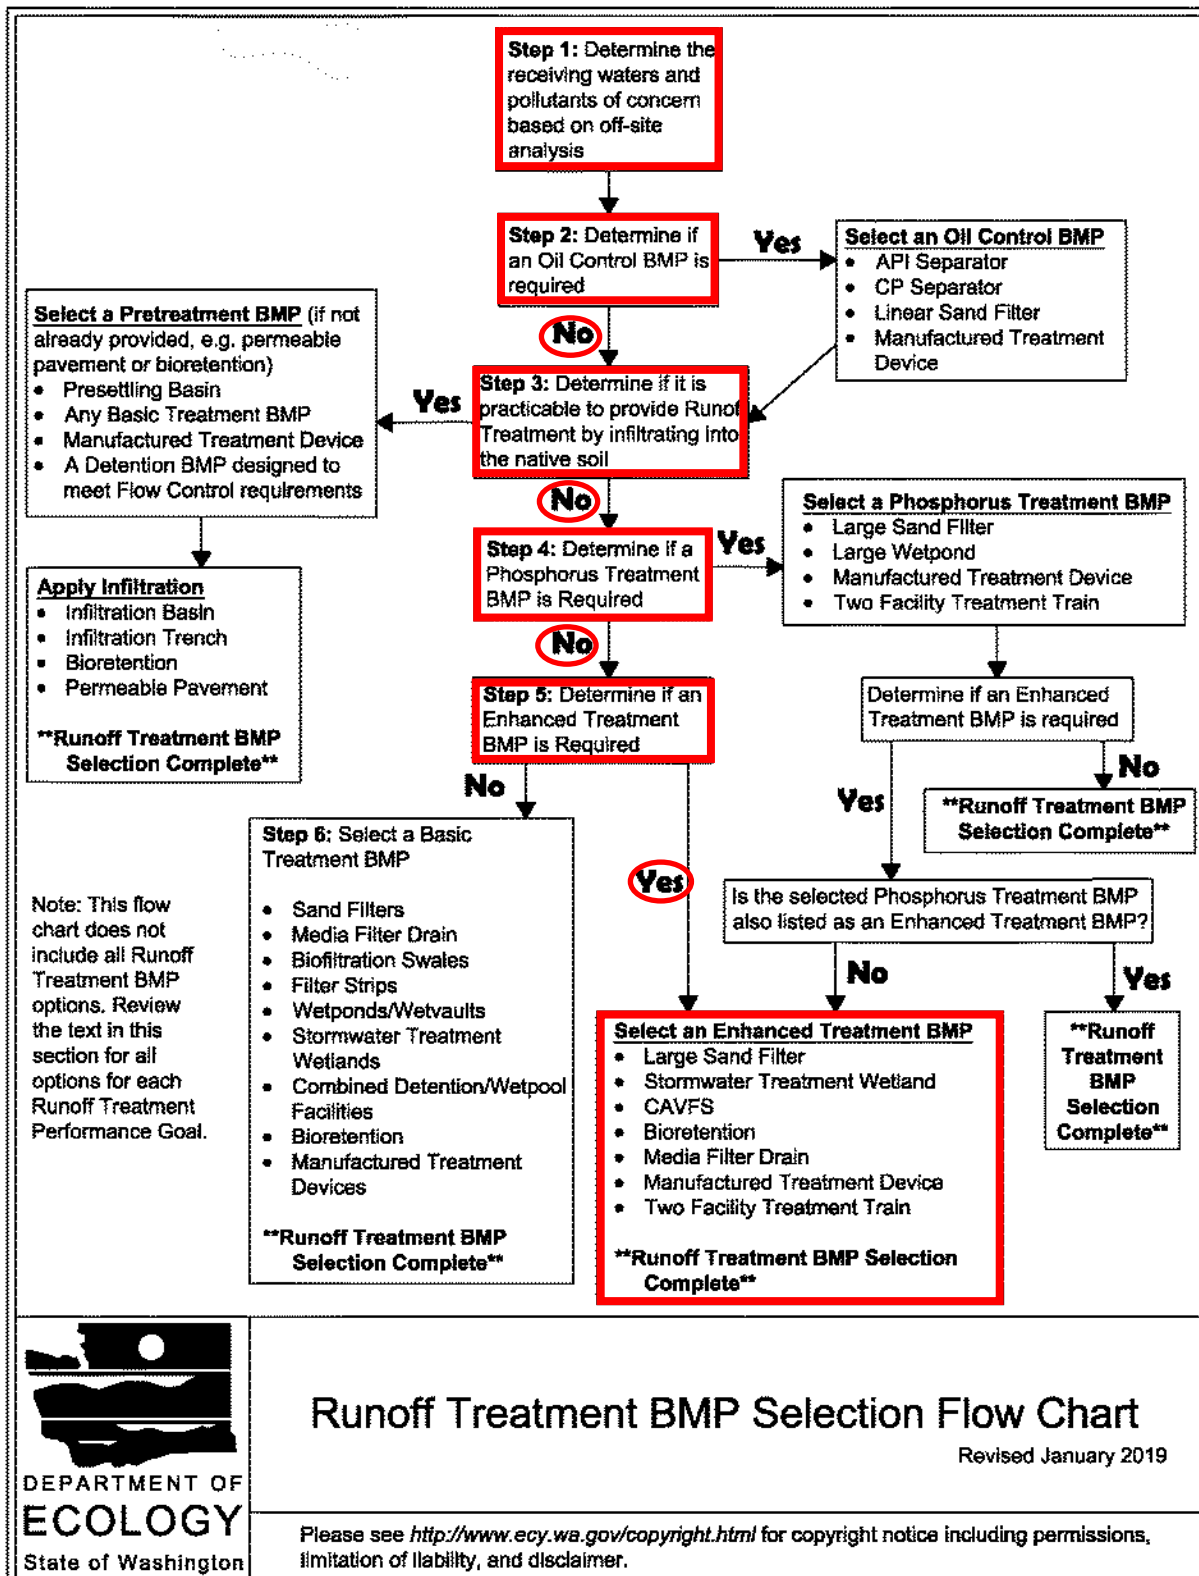 Step 1: Determine the
receiving waters and
pollutants of concern
based on off-site
analysis
Step 2: Determine if
an Oil Control BMP is
required
Yes
Select an Oil Control BMP
• API Separator
• CP Separator
• Linear Sand Filter
• Manufactured Treatment
Device
No
Select a Pretreatment BMP (if not
already provided, e.g. permeable
pavement or bioretention)
• Presettling Basin
• Any Basic Treatment BMP
• Manufactured Treatment Device
• A Detention BMP designed to
meet Flow Control requirements
Yes
Step 3: Determine if it is
practicable to provide Runof
Treatment by infiltrating into
the native soil
No
Apply Infiltration
• Infiltration Basin
• Infiltration Trench
• Bioretention
• Permeable Pavement
**Runoff Treatment BMP
Selection Complete**
Step 4: Determine if a
Phosphorus Treatment
BMP is Required
Yes
Select a Phosphorus Treatment BMP
• Large Sand Filter
• Large Wetpond
• Manufactured Treatment Device
• Two Facility Treatment Train
No
Step 5: Determine if an
Enhanced Treatment
BMP is Required
Determine if an Enhanced
Treatment BMP is required
No
**Runoff Treatment BMP
Selection Complete**
Yes
Is the selected Phosphorus Treatment BMP
also listed as an Enhanced Treatment BMP?
No
Yes
**Runoff
Treatment
BMP
Selection
Complete**
No
Step 6: Select a Basic
Treatment BMP
• Sand Filters
• Media Filter Drain
• Biofiltration Swales
• Filter Strips
• Wetponds/Wetvaults
• Stormwater Treatment
Wetlands
• Combined Detention/Wetpool
Facilities
• Bioretention
• Manufactured Treatment
Devices
**Runoff Treatment BMP
Selection Complete**
Yes
Select an Enhanced Treatment BMP
• Large Sand Filter
• Stormwater Treatment Wetland
• CAVFS
• Bioretention
• Media Filter Drain
• Manufactured Treatment Device
• Two Facility Treatment Train
**Runoff Treatment BMP Selection
Complete**
Note: This flow
chart does not
include all Runoff
Treatment BMP
options. Review
the text in this
section for all
options for each
Runoff Treatment
Performance Goal.
DEPARTMENT OF
ECOLOGY
State of Washington
Runoff Treatment BMP Selection Flow Chart
Revised January 2019
Please see http://www.ecy.wa.gov/copyright.html for copyright notice including permissions,
limitation of liability, and disclaimer.